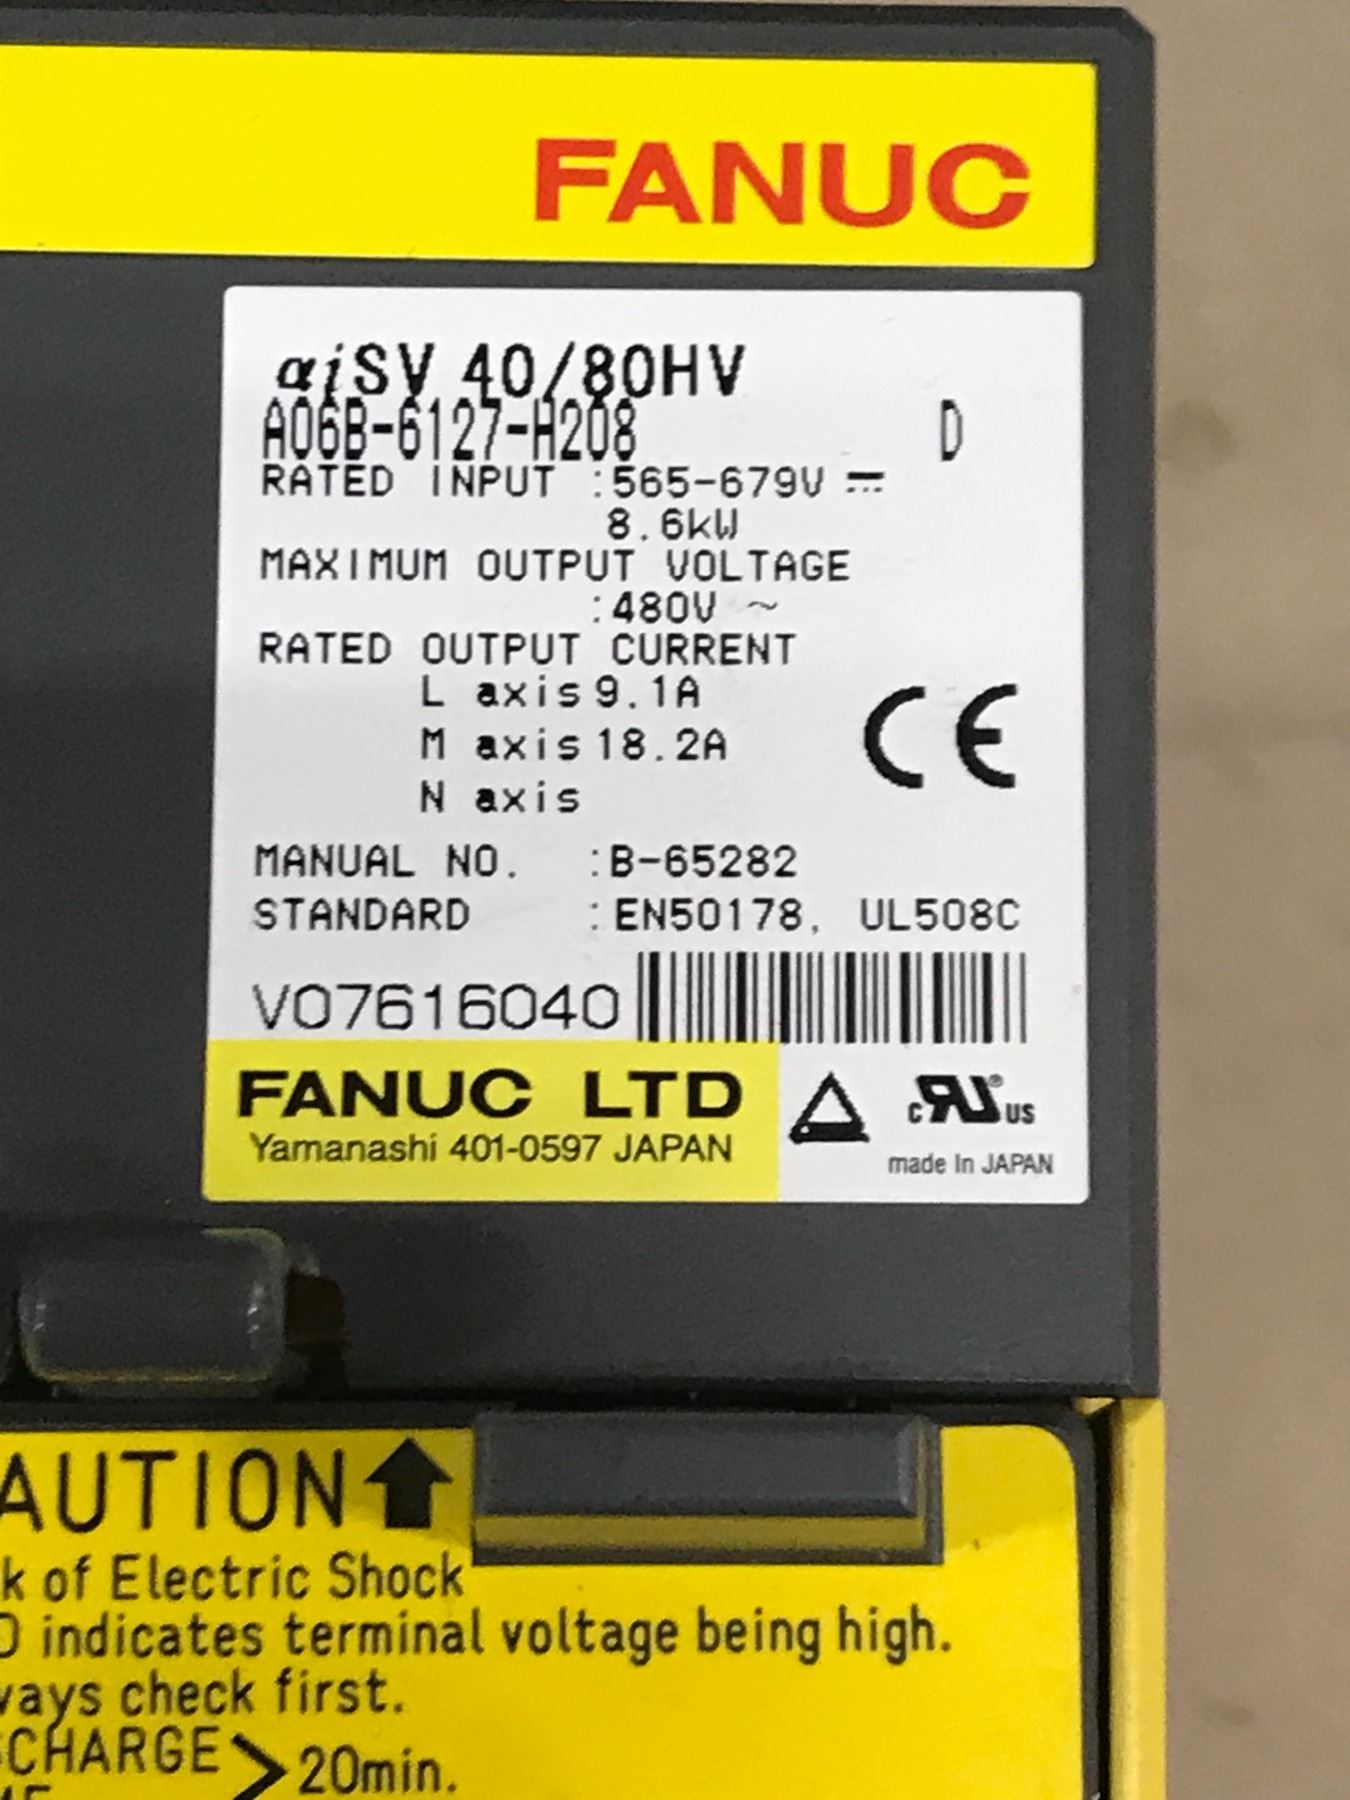 FANUC
αiSV 40/80HV
A06B-6127-H208 D
RATED INPUT :565-679V ⎓
8.6kW
MAXIMUM OUTPUT VOLTAGE
:480V ~
RATED OUTPUT CURRENT
L axis 9.1A
M axis 18.2A
N axis
MANUAL NO. :B-65282
STANDARD :EN50178, UL508C
V07616040
FANUC LTD
Yamanashi 401-0597 JAPAN
CE
c RU ® US
made In JAPAN
AUTION
k of Electric Shock
D indicates terminal voltage being high.
ways check first.
SCHARGE > 20min.